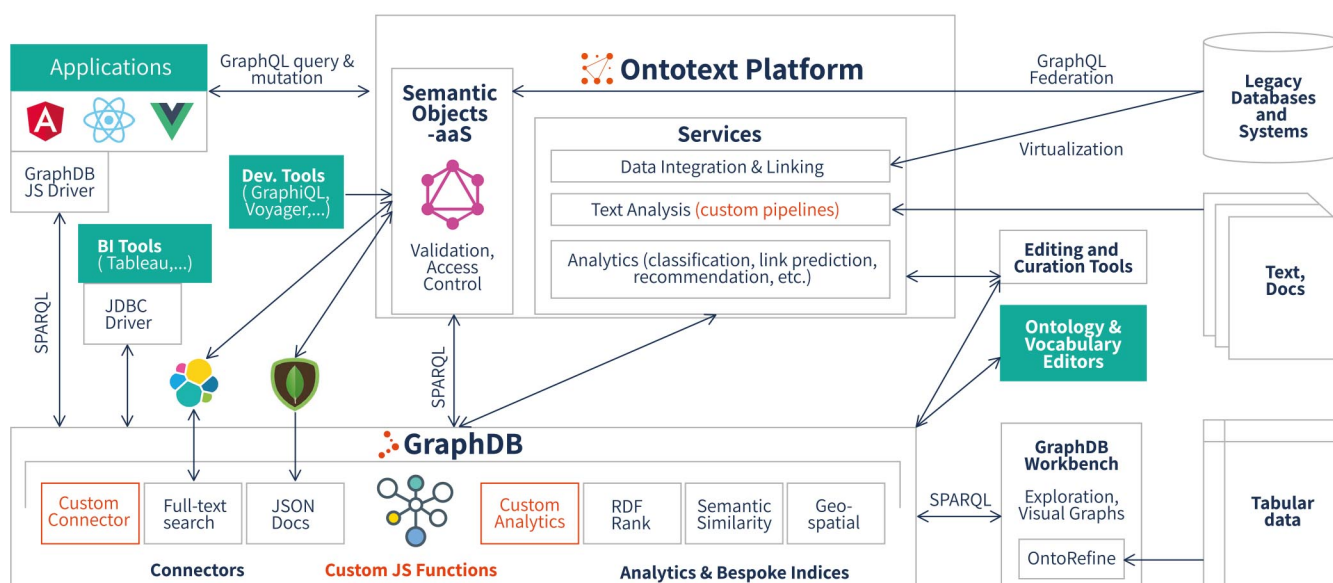 Applications
GraphDB
JS Driver
GraphQL query &
mutation
Dev. Tools
( GraphiQL,
Voyager,...)
BI Tools
( Tableau,...)
JDBC
Driver
SPARQL
Ontotext Platform
Semantic
Objects
-aaS
Validation,
Access
Control
Services
Data Integration & Linking
Text Analysis (custom pipelines)
Analytics (classification, link prediction,
recommendation, etc.)
GraphQL
Federation
Virtualization
Legacy
Databases
and
Systems
Editing and
Curation Tools
Ontology &
Vocabulary
Editors
Text,
Docs
SPARQL
GraphDB
Custom
Connector
Full-text
search
JSON
Docs
Custom
Analytics
RDF
Rank
Semantic
Similarity
Geo-
spatial
Connectors
Custom JS Functions
Analytics & Bespoke Indices
SPARQL
GraphDB
Workbench
Exploration,
Visual Graphs
OntoRefine
Tabular
data